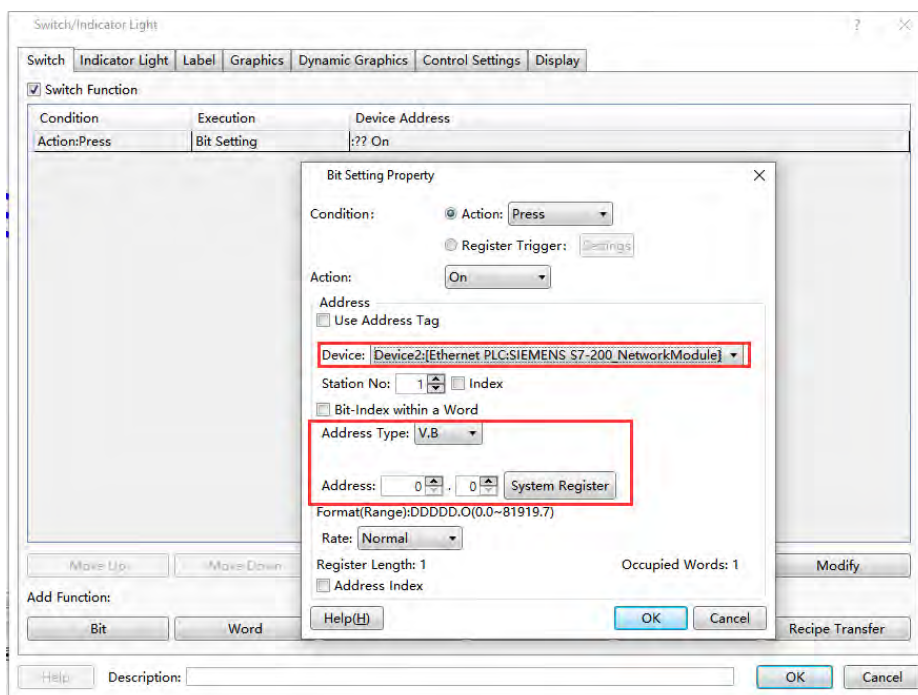 Switch/Indicator Light ? ×
Switch Indicator Light Label Graphics Dynamic Graphics Control Settings Display
Switch Function
Condition Execution Device Address
Action:Press Bit Setting :?? On
Bit Setting Property
Condition: Action: Press
Register Trigger: Settings
Action: On
Address
Use Address Tag
Device: Device2:[Ethernet PLC:SIEMENS S7-200_NetworkModule]
Station No: 1 Index
Bit-Index within a Word
Address Type: V.B
Address: 0 . 0 System Register
Format(Range):DDDDD.O(0.0~81919.7)
Rate: Normal
Register Length: 1 Occupied Words: 1
Address Index
Help(H) OK Cancel
Move Up Move Down Modify
Add Function:
Bit Word Recipe Transfer
Help Description: OK Cancel